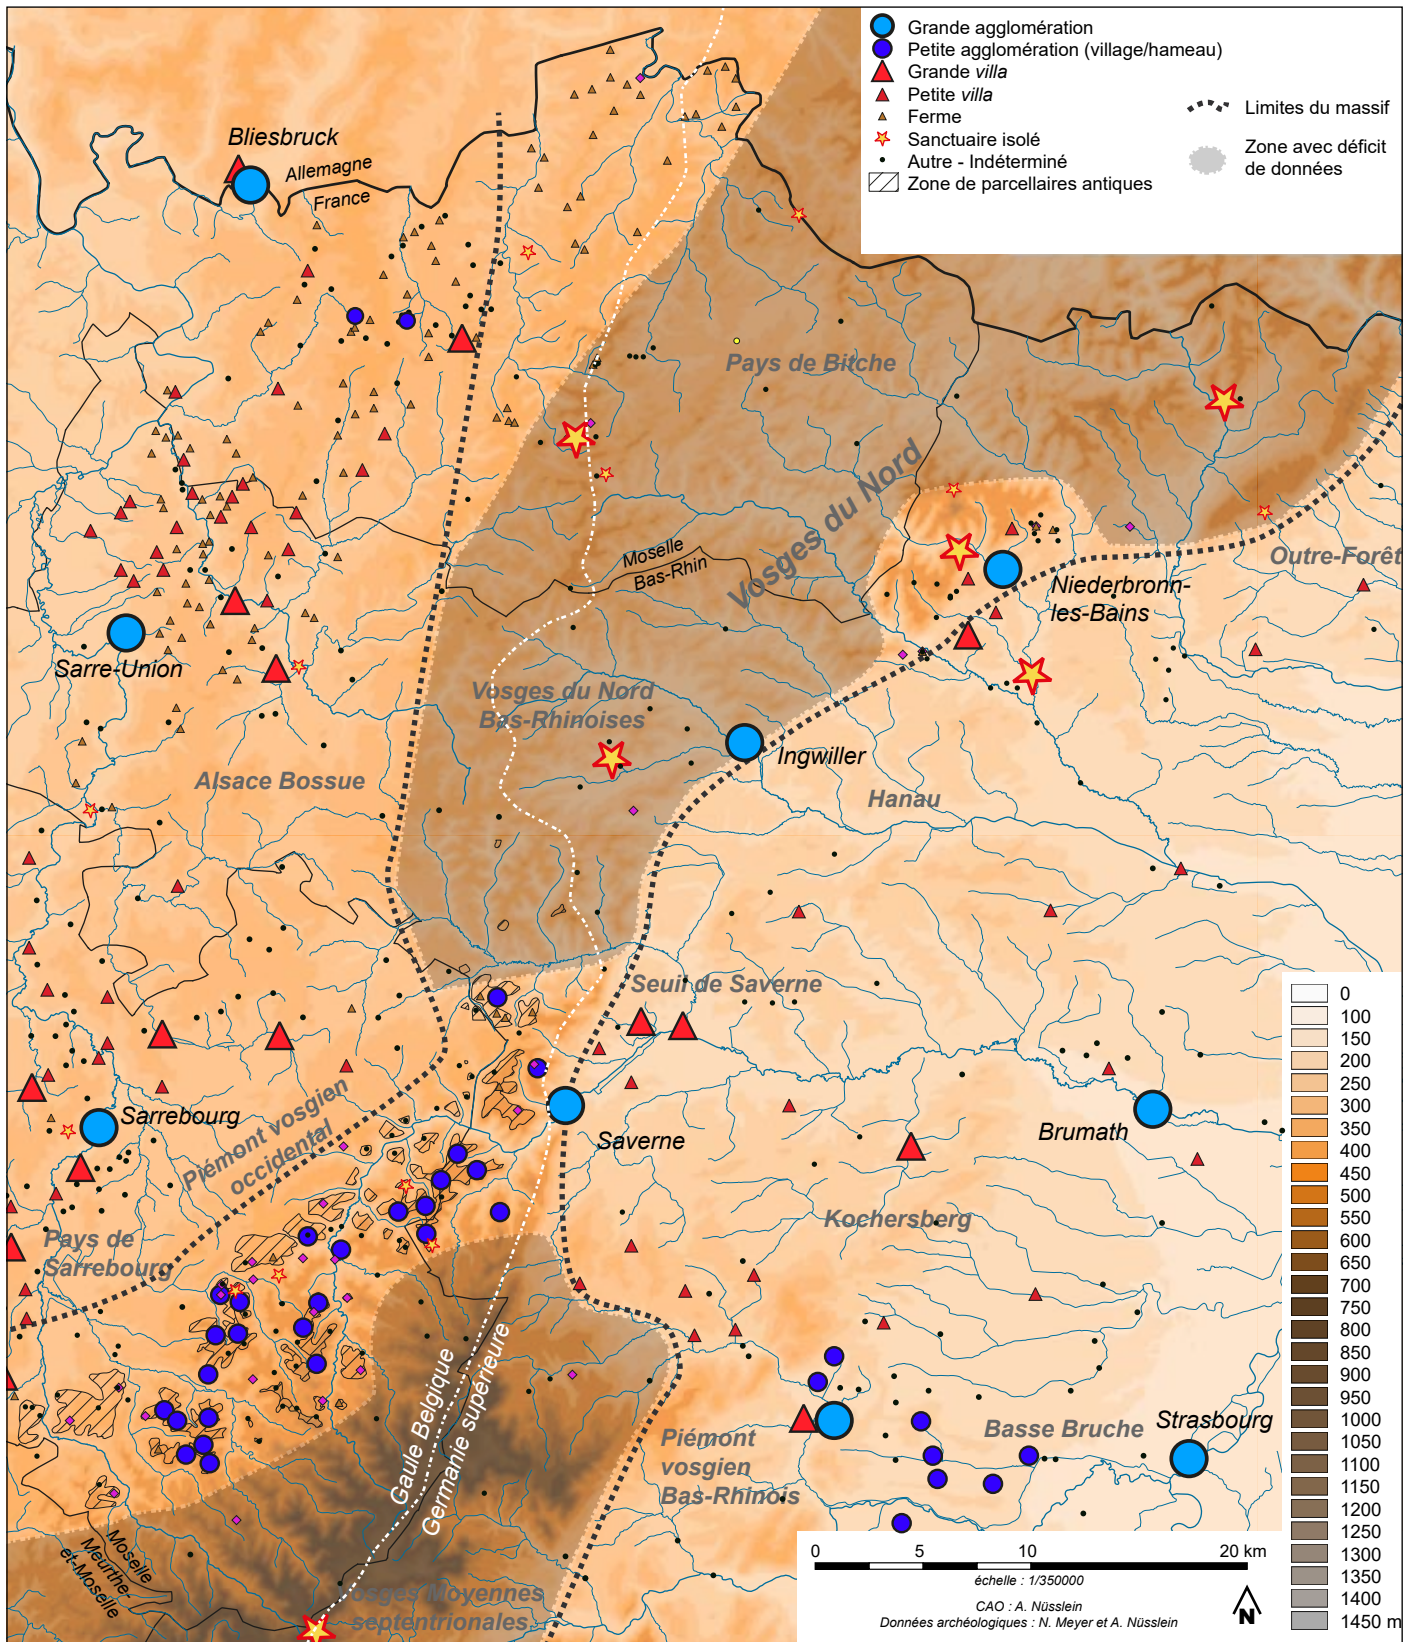 Grande agglomération
Petite agglomération (village/hameau)
Grande villa
Petite villa
Ferme
Sanctuaire isolé
Autre - Indéterminé
Zone de parcellaires antiques
Limites du massif
Zone avec déficit
de données
Bliesbruck
Allemagne
France
Pays de Bitche
Vosges du Nord
Moselle
Bas-Rhin
Outre-Forêt
Niederbronn-
les-Bains
Sarre-Union
Vosges du Nord
Bas-Rhinoises
Ingwiller
Alsace Bossue
Hanau
Seuil de Saverne
Sarrebourg
Piémont vosgien
occidental
Saverne
Brumath
Kochersberg
Pays de
Sarrebourg
Gaule Belgique
Germanie supérieure
Piémont
vosgien
Bas-Rhinois
Basse Bruche
Strasbourg
Moselle
Meurthe-
et-Moselle
Vosges Moyennes
septentrionales
0
100
150
200
250
300
350
400
450
500
550
600
650
700
750
800
850
900
950
1000
1050
1100
1150
1200
1250
1300
1350
1400
1450 m
0 5 10 20 km
échelle : 1/350000
CAO : A. Nüsslein
Données archéologiques : N. Meyer et A. Nüsslein
N